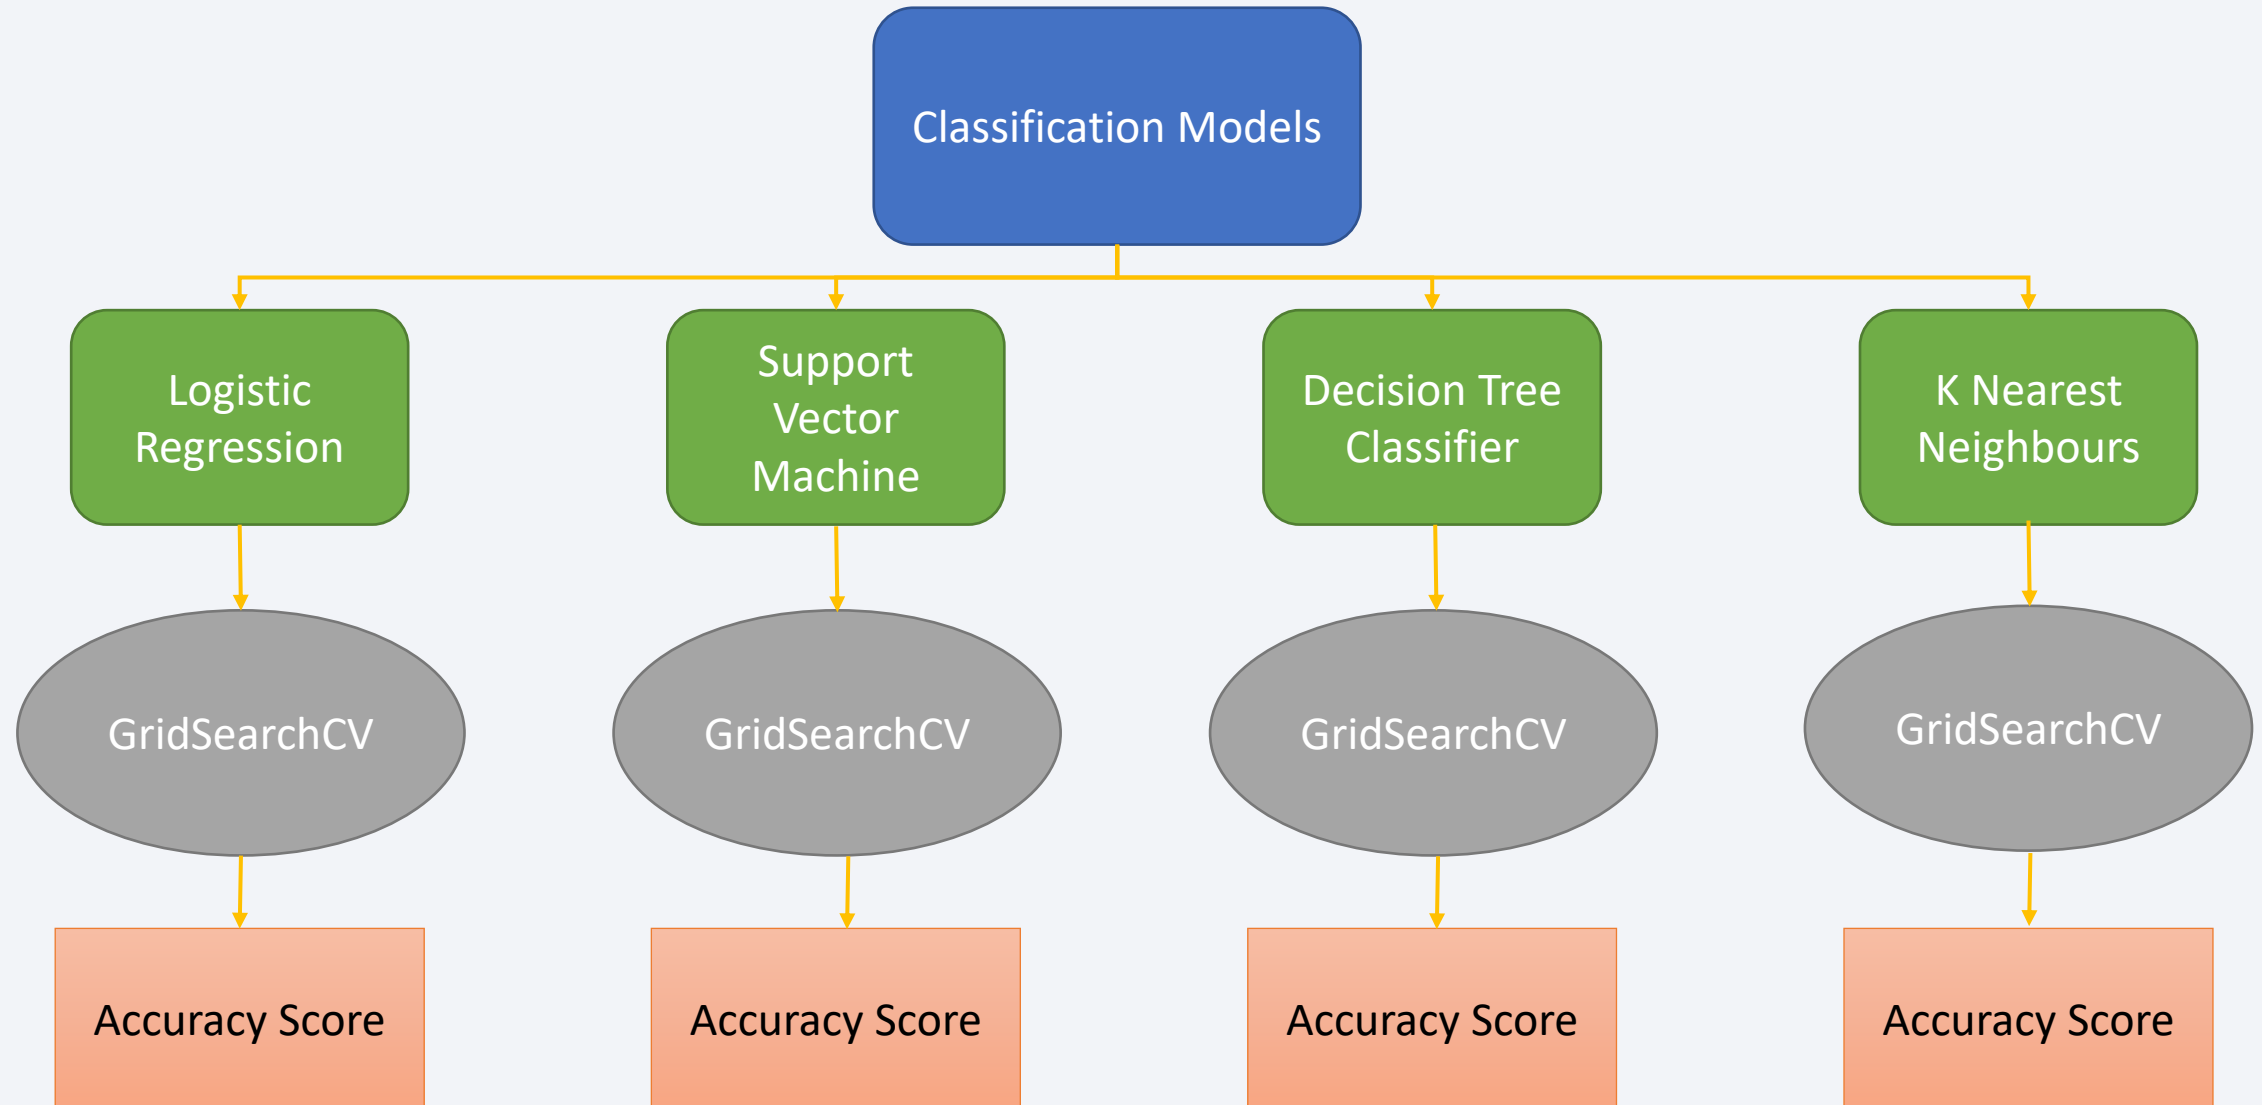 Classification Models
Logistic
Regression
Support
Vector
Machine
Decision Tree
Classifier
K Nearest
Neighbours
GridSearchCV
GridSearchCV
GridSearchCV
GridSearchCV
Accuracy Score
Accuracy Score
Accuracy Score
Accuracy Score